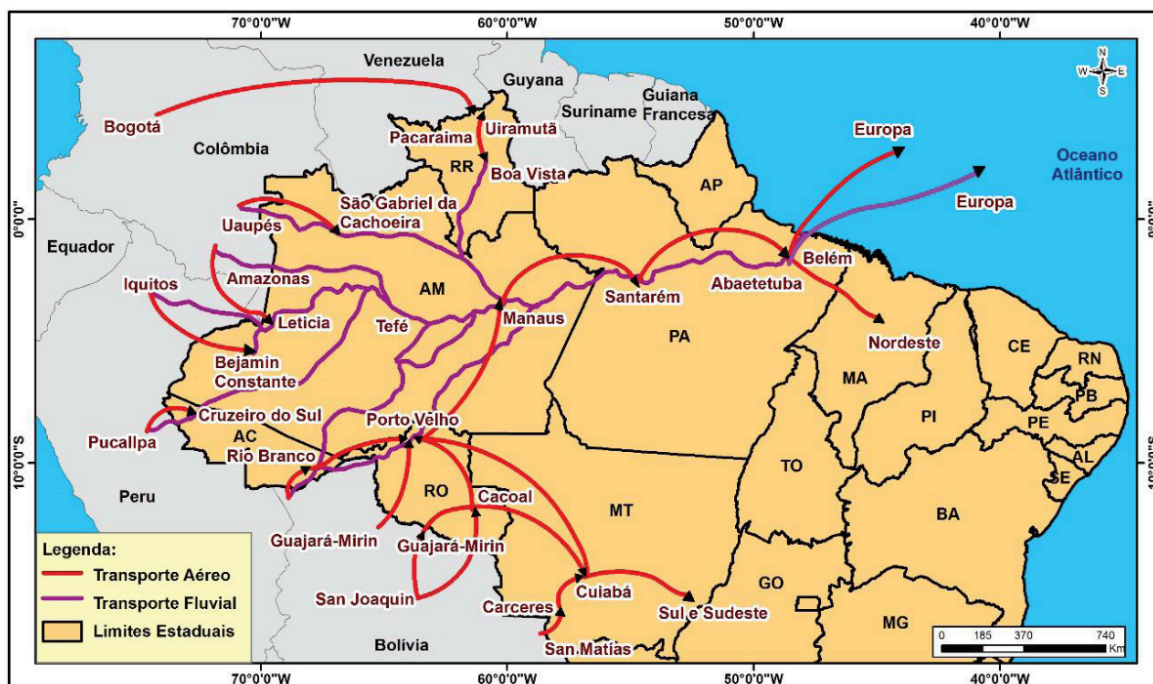 70°0'0"W
60°0'0"W
50°0'0"W
40°0'0"W
Venezuela
Guyana
N
W
E
S
Suriname
Guiana
Francesa
Bogotá
Colômbia
Pacaraima
Uiramutã
RR
Boa Vista
AP
Europa
Oceano
Atlântico
Europa
0°0'0"
0°0'0"
São Gabriel da
Cachoeira
Uaupés
Equador
Iquitos
Amazonas
AM
Leticia
Tefé
Manaus
Santarém
Abaetetuba
Belém
Nordeste
Bejamin
Constante
PA
MA
CE
RN
PB
PI
PE
AL
SE
Cruzeiro do Sul
Pucallpa
AC
Rio Branco
Porto Velho
10°0'0"S
10°0'0"S
Peru
RO
Cacoal
MT
TO
BA
Guajará-Mirin
Guajará-Mirin
San Joaquin
Carceres
Cuiabá
Sul e Sudeste
GO
MG
San Matías
Bolívia
Legenda:
Transporte Aéreo
Transporte Fluvial
Limites Estaduais
0 185 370 740
Km
70°0'0"W
60°0'0"W
50°0'0"W
40°0'0"W